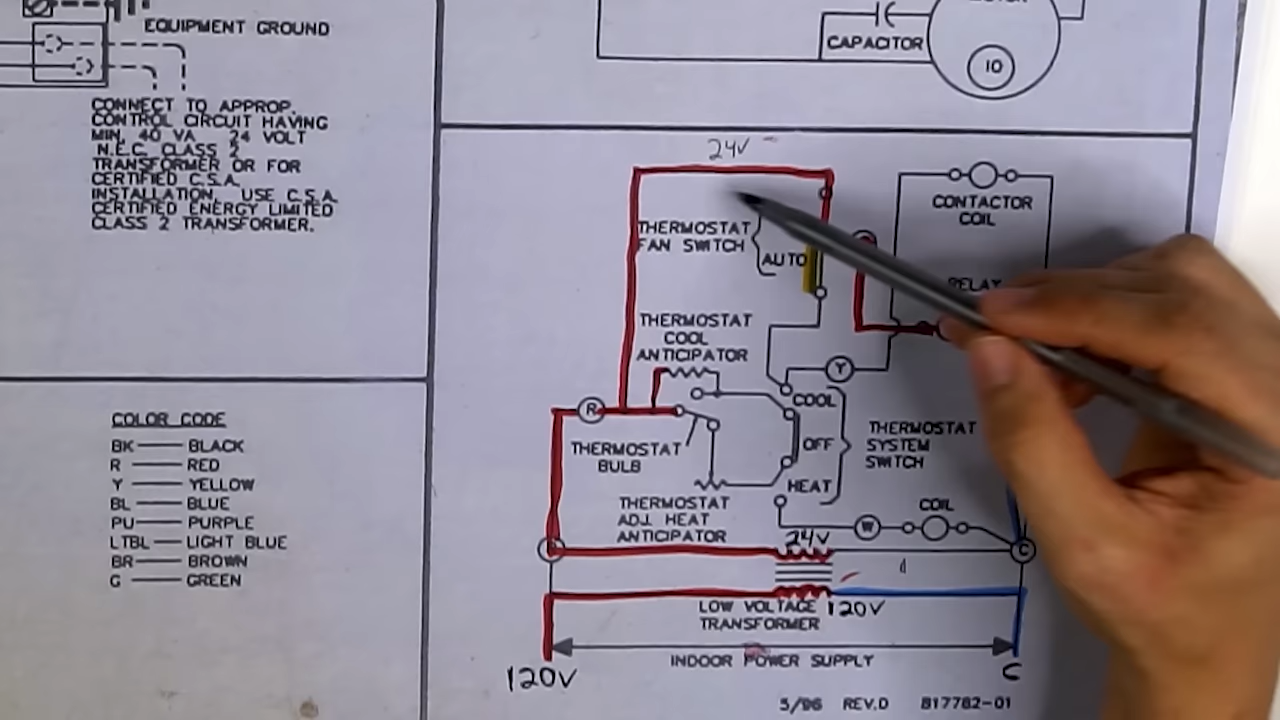 EQUIPMENT GROUND
CONNECT TO APPROP.
CONTROL CIRCUIT HAVING
MIN. 40 VA 24 VOLT
N.E.C. CLASS 2
TRANSFORMER OR FOR
CERTIFIED C.S.A.
INSTALLATION, USE C.S.A.
CERTIFIED ENERGY LIMITED
CLASS 2 TRANSFORMER.
COLOR CODE
BK BLACK
R RED
Y YELLOW
BL BLUE
PU PURPLE
LTBL LIGHT BLUE
BR BROWN
G GREEN
CAPACITOR
10
24V
THERMOSTAT
FAN SWITCH
AUTO
CONTACTOR
COIL
RELAY
THERMOSTAT
COOL
ANTICIPATOR
Y
COOL
R
THERMOSTAT
BULB
OFF
THERMOSTAT
SYSTEM
SWITCH
HEAT
THERMOSTAT
ADJ. HEAT
ANTICIPATOR
W
COIL
24V
C
LOW VOLTAGE
TRANSFORMER
120V
INDOOR POWER SUPPLY
120V
C
5/96 REV.D 817782-01